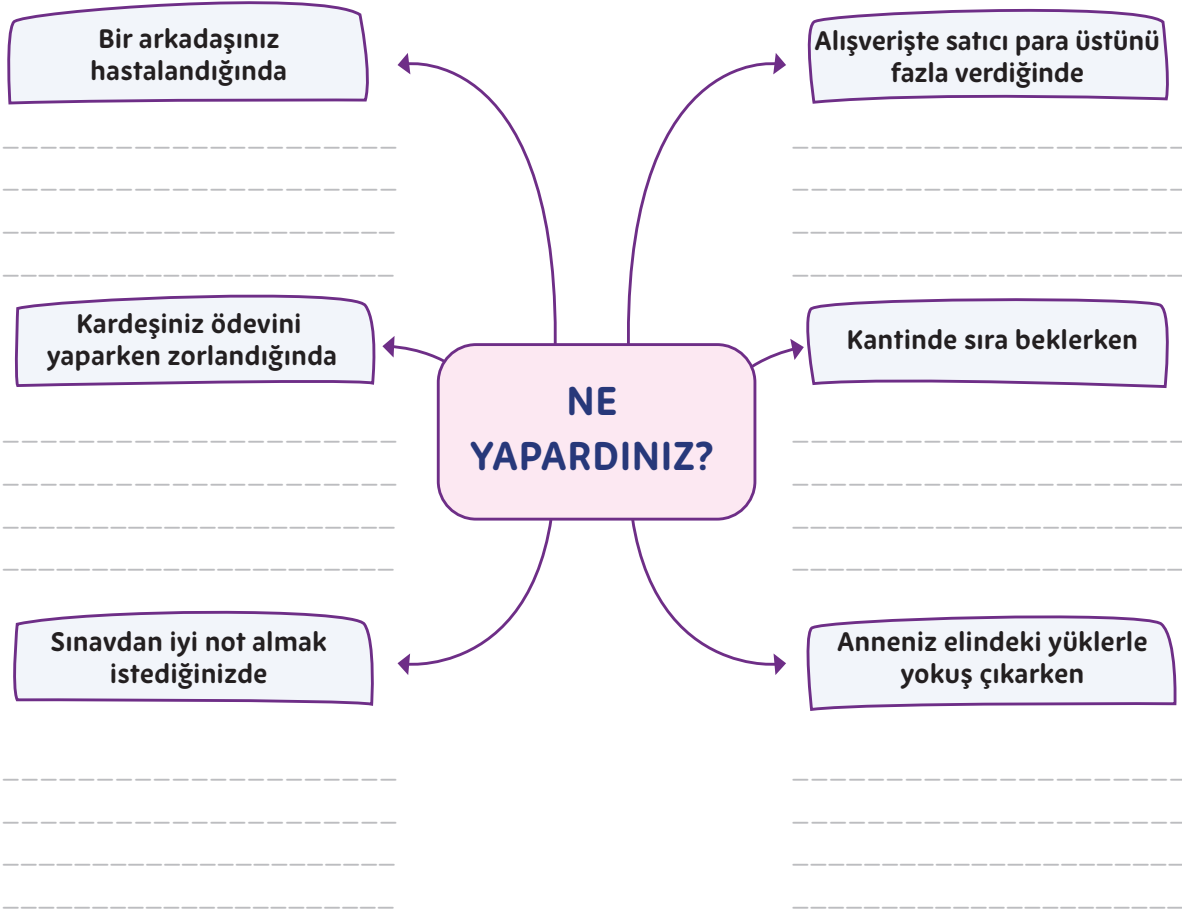 Bir arkadaşınız
hastalandığında
Alışverişte satıcı para üstünü
fazla verdiğinde
Kardeşiniz ödevini
yaparken zorlandığında
Kantinde sıra beklerken
NE
YAPARDINIZ?
Sınavdan iyi not almak
istediğinizde
Anneniz elindeki yüklerle
yokuş çıkarken